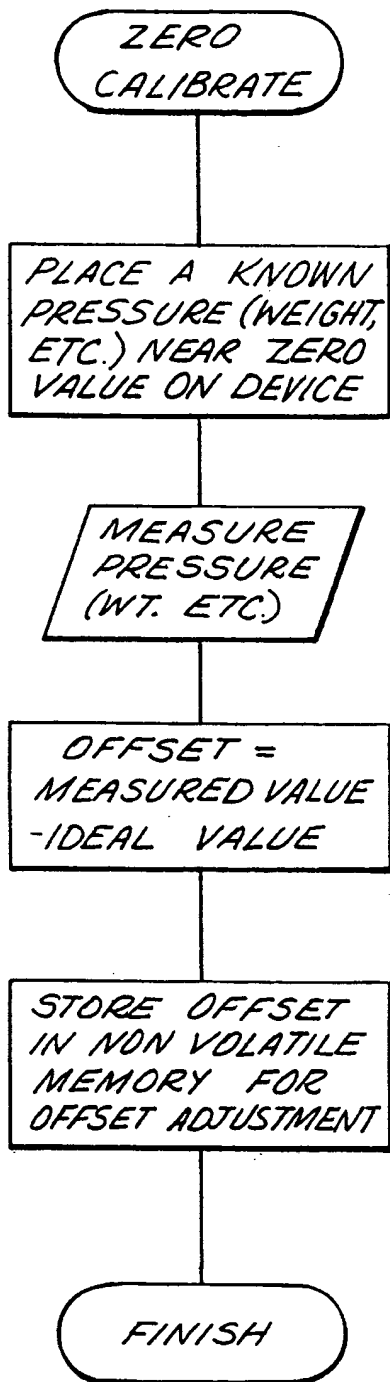 ZERO
CALIBRATE
PLACE A KNOWN
PRESSURE (WEIGHT,
ETC.) NEAR ZERO
VALUE ON DEVICE
MEASURE
PRESSURE
(WT. ETC.)
OFFSET =
MEASURED VALUE
-IDEAL VALUE
STORE OFFSET
IN NON VOLATILE
MEMORY FOR
OFFSET ADJUSTMENT
FINISH